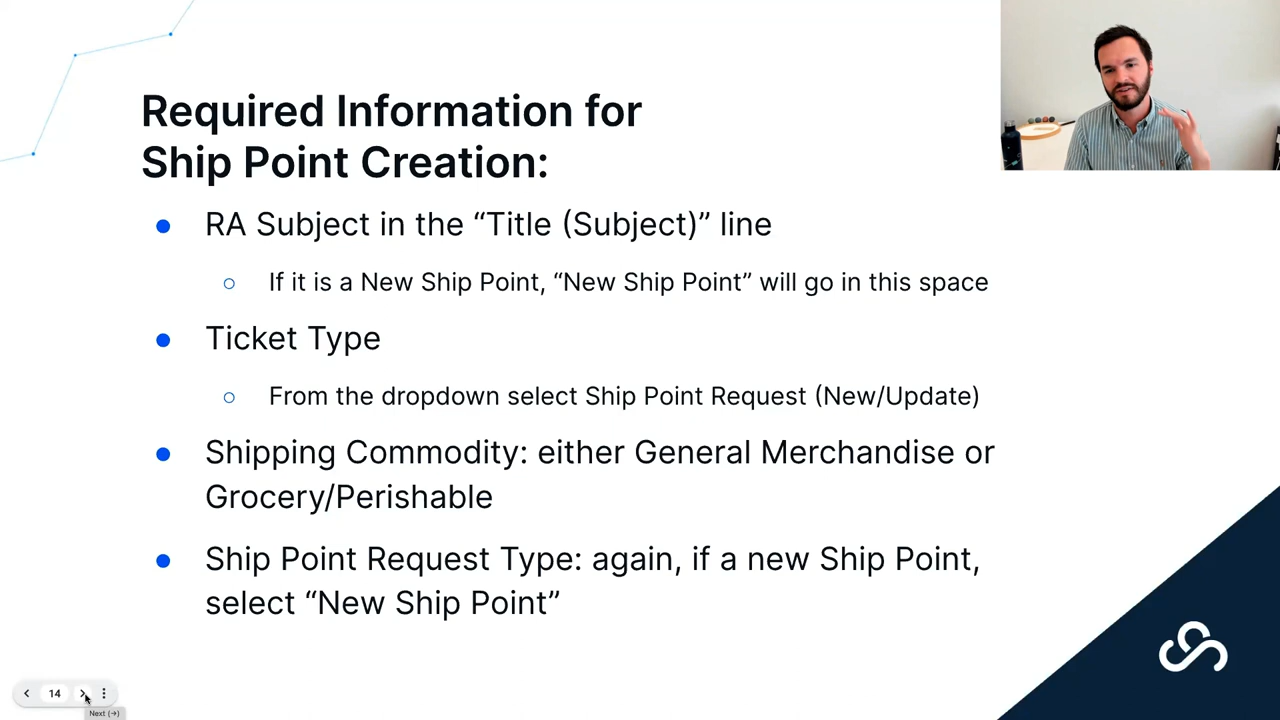 Required Information for
Ship Point Creation:
● RA Subject in the “Title (Subject)” line
○ If it is a New Ship Point, “New Ship Point” will go in this space
● Ticket Type
○ From the dropdown select Ship Point Request (New/Update)
● Shipping Commodity: either General Merchandise or
Grocery/Perishable
● Ship Point Request Type: again, if a new Ship Point,
select “New Ship Point”
14
Next (→)